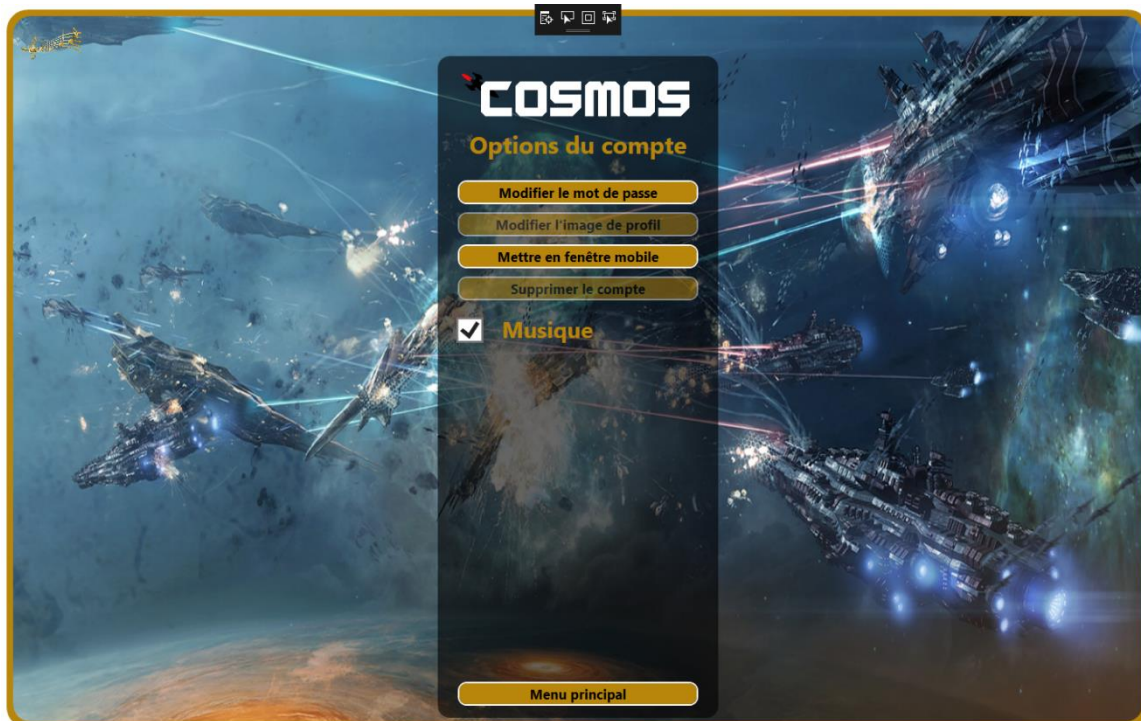 COSMOS
Options du compte
Modifier le mot de passe
Modifier l'image de profil
Mettre en fenêtre mobile
Supprimer le compte
Musique
Menu principal